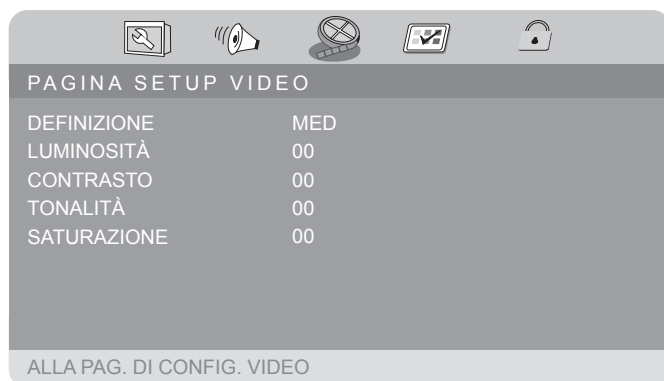 PAGINA SETUP VIDEO
DEFINIZIONE MED
LUMINOSITÀ 00
CONTRASTO 00
TONALITÀ 00
SATURAZIONE 00
ALLA PAG. DI CONFIG. VIDEO